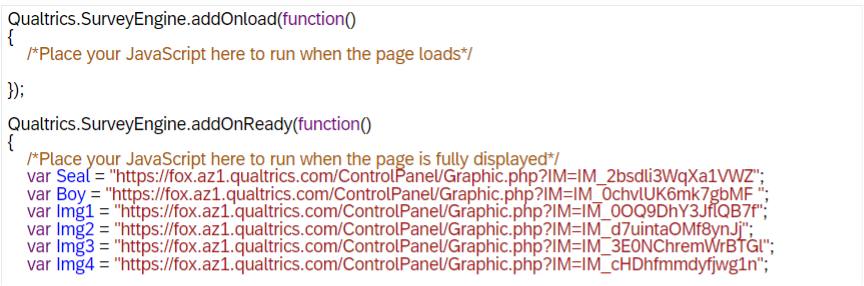 Qualtrics.SurveyEngine.addOnload(function()
{
/*Place your JavaScript here to run when the page loads*/
});
Qualtrics.SurveyEngine.addOnReady(function()
{
/*Place your JavaScript here to run when the page is fully displayed*/
var Seal = "https://fox.az1.qualtrics.com/ControlPanel/Graphic.php?IM=IM_2bsdli3WqXa1VWZ";
var Boy = "https://fox.az1.qualtrics.com/ControlPanel/Graphic.php?IM=IM_0chvlUK6mk7gbMF ";
var Img1 = "https://fox.az1.qualtrics.com/ControlPanel/Graphic.php?IM=IM_0OQ9DhY3JflQB7f";
var Img2 = "https://fox.az1.qualtrics.com/ControlPanel/Graphic.php?IM=IM_d7uintaOMf8ynJj";
var Img3 = "https://fox.az1.qualtrics.com/ControlPanel/Graphic.php?IM=IM_3E0NChremWrBTGl";
var Img4 = "https://fox.az1.qualtrics.com/ControlPanel/Graphic.php?IM=IM_cHDhfmmdyfjwg1n";